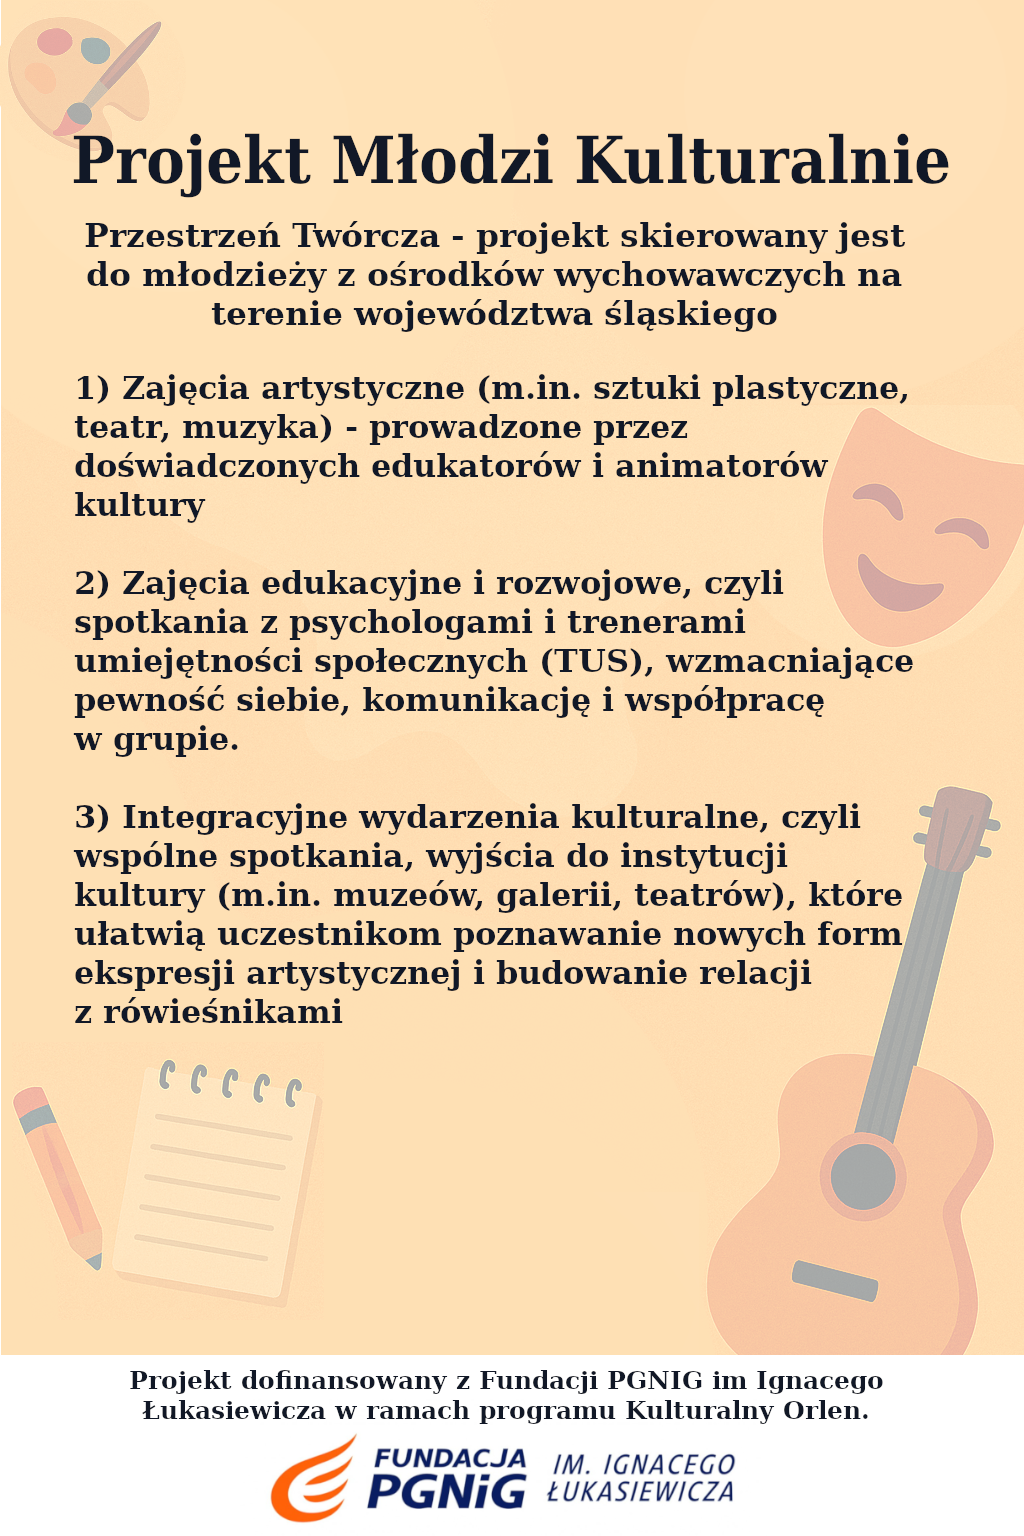 Projekt Młodzi Kulturalnie
Przestrzeń Twórcza - projekt skierowany jest
do młodzieży z ośrodków wychowawczych na
terenie województwa śląskiego
1) Zajęcia artystyczne (m.in. sztuki plastyczne,
teatr, muzyka) - prowadzone przez
doświadczonych edukatorów i animatorów
kultury
2) Zajęcia edukacyjne i rozwojowe, czyli
spotkania z psychologami i trenerami
umiejętności społecznych (TUS), wzmacniające
pewność siebie, komunikację i współpracę
w grupie.
3) Integracyjne wydarzenia kulturalne, czyli
wspólne spotkania, wyjścia do instytucji
kultury (m.in. muzeów, galerii, teatrów), które
ułatwią uczestnikom poznawanie nowych form
ekspresji artystycznej i budowanie relacji
z rówieśnikami
Projekt dofinansowany z Fundacji PGNIG im Ignacego
Łukasiewicza w ramach programu Kulturalny Orlen.
FUNDACJA
PGNiG
IM. IGNACEGO
ŁUKASIEWICZA